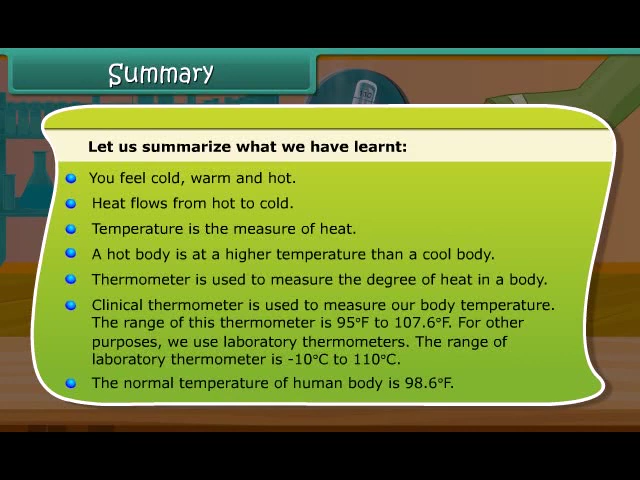 Summary
Let us summarize what we have learnt:
You feel cold, warm and hot.
Heat flows from hot to cold.
Temperature is the measure of heat.
A hot body is at a higher temperature than a cool body.
Thermometer is used to measure the degree of heat in a body.
Clinical thermometer is used to measure our body temperature.
The range of this thermometer is 95°F to 107.6°F. For other
purposes, we use laboratory thermometers. The range of
laboratory thermometer is -10°C to 110°C.
The normal temperature of human body is 98.6°F.